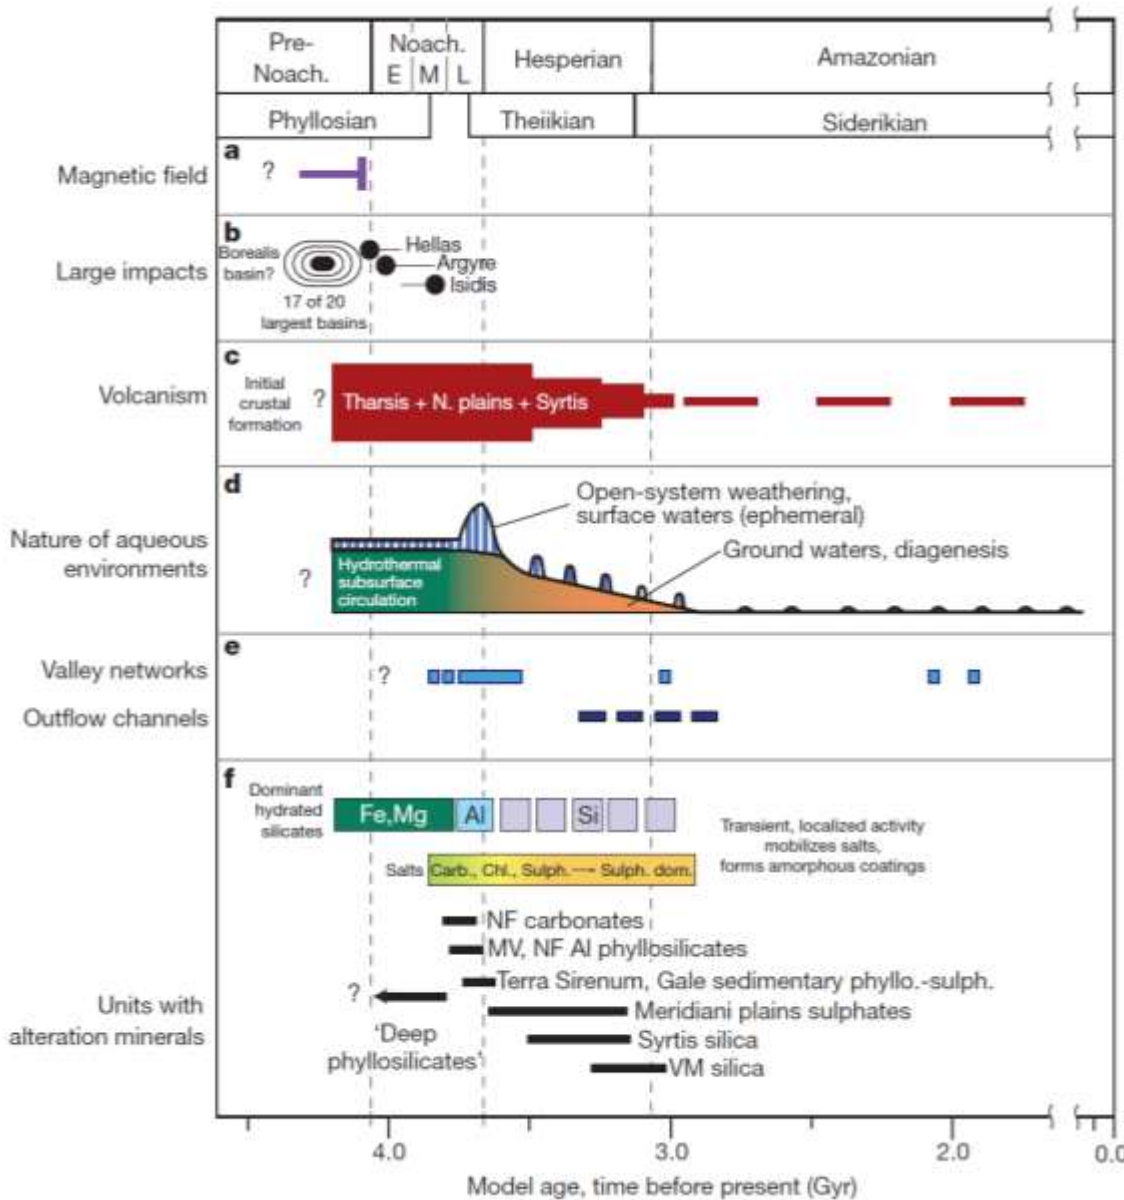 Pre-
Noach.
Noach.
E M L
Hesperian
Amazonian
Phyllosian
Theiikian
Siderikian
a
Magnetic field
?
b
Large impacts
Borealis
basin?
17 of 20
largest basins
Hellas
Argyre
Isidis
c
Volcanism
Initial
crustal
formation
?
Tharsis + N. plains + Syrtis
d
Nature of aqueous
environments
?
Hydrothermal
subsurface
circulation
Open-system weathering,
surface waters (ephemeral)
Ground waters, diagenesis
e
Valley networks
?
Outflow channels
f
Dominant
hydrated
silicates
Fe,Mg
Al
Si
Transient, localized activity
mobilizes salts,
forms amorphous coatings
Salts Carb., Chl., Sulph. → Sulph. dom.
NF carbonates
MV, NF Al phyllosilicates
Terra Sirenum, Gale sedimentary phyllo.-sulph.
?
Meridiani plains sulphates
Units with
alteration minerals
'Deep
phyllosilicates'
Syrtis silica
VM silica
4.0 3.0 2.0 0.0
Model age, time before present (Gyr)